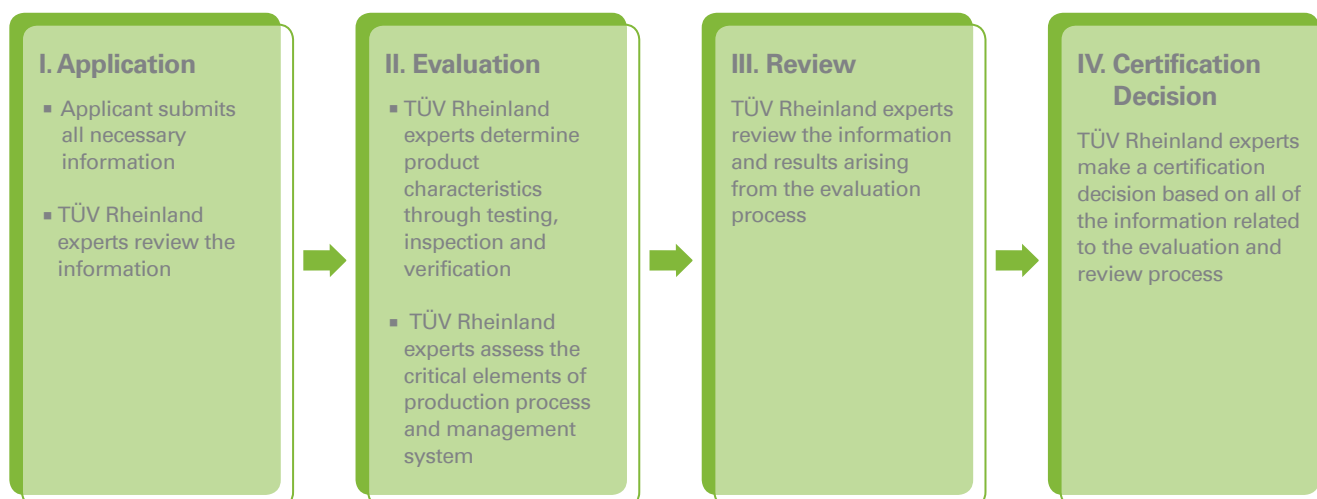 I. Application
▪ Applicant submits
all necessary
information
▪ TÜV Rheinland
experts review the
information
II. Evaluation
▪ TÜV Rheinland
experts determine
product
characteristics
through testing,
inspection and
verification
▪ TÜV Rheinland
experts assess the
critical elements of
production process
and management
system
III. Review
TÜV Rheinland experts
review the information
and results arising
from the evaluation
process
IV. Certification
Decision
TÜV Rheinland experts
make a certification
decision based on all of
the information related
to the evaluation and
review process